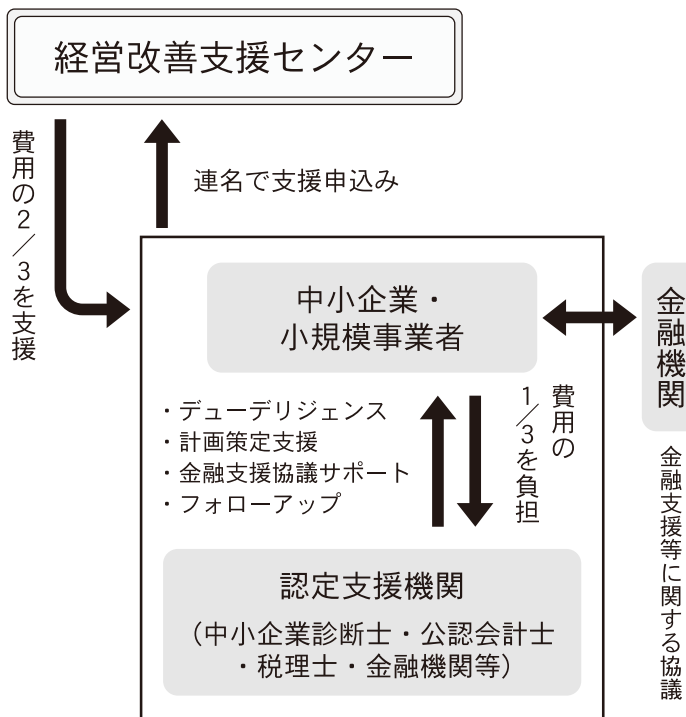 経営改善支援センター
費用の2／3を支援
連名で支援申込み
中小企業・
小規模事業者
金融機関
・デューデリジェンス
・計画策定支援
・金融支援協議サポート
・フォローアップ
費用の
1／3を負担
金融支援等に関する協議
認定支援機関
（中小企業診断士・公認会計士
・税理士・金融機関等）